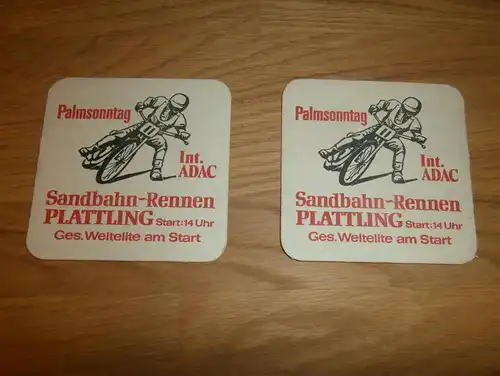 Palmsonntag
Int.
ADAC
Sandbahn-Rennen
PLATTLING Start:14 Uhr
Ges. Weltelite am Start
Palmsonntag
Int.
ADAC
Sandbahn-Rennen
PLATTLING Start:14 Uhr
Ges. Weltelite am Start